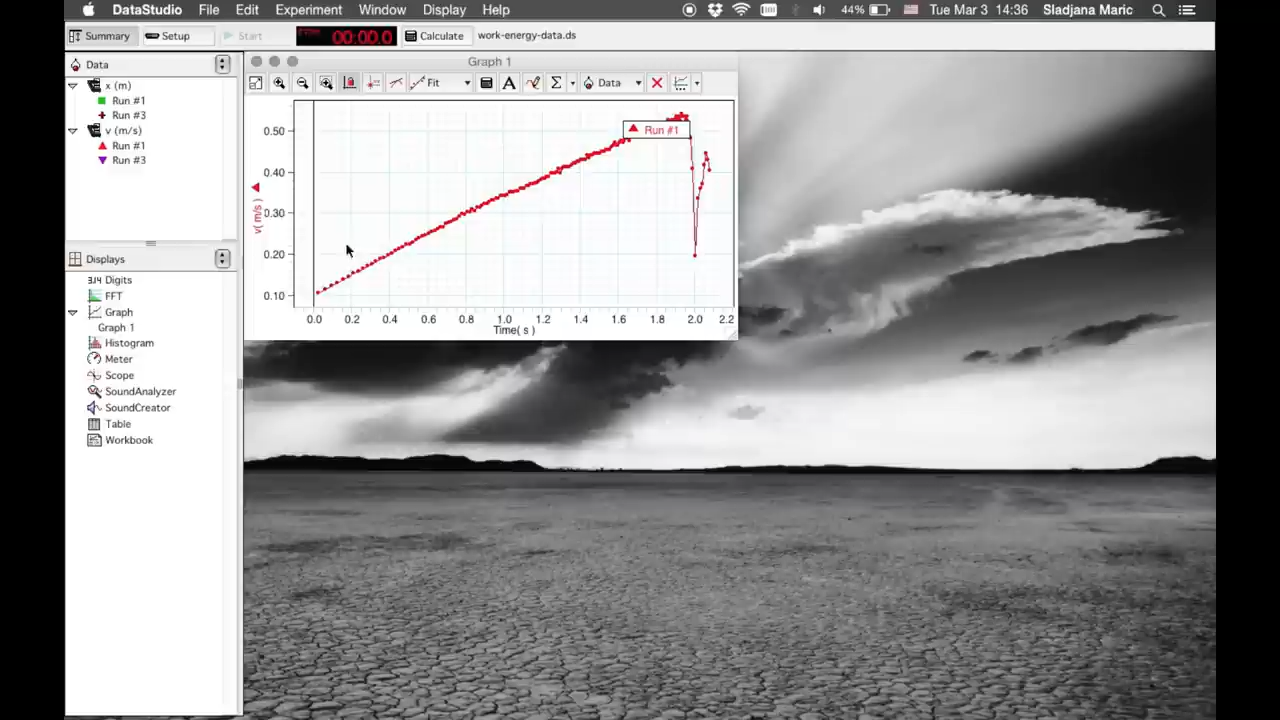 DataStudio File Edit Experiment Window Display Help 44% Tue Mar 3 14:36 Sladjana Maric
Summary Setup Start 00:00.0 Calculate work-energy-data.ds
Data
x (m)
Run #1
Run #3
v (m/s)
Run #1
Run #3
Displays
3.14 Digits
FFT
Graph
Graph 1
Histogram
Meter
Scope
SoundAnalyzer
SoundCreator
Table
Workbook
Graph 1
Fit A Σ Data
Run #1
0.50
0.40
0.30
0.20
0.10
v( m/s )
0.0 0.2 0.4 0.6 0.8 1.0 1.2 1.4 1.6 1.8 2.0 2.2
Time( s )